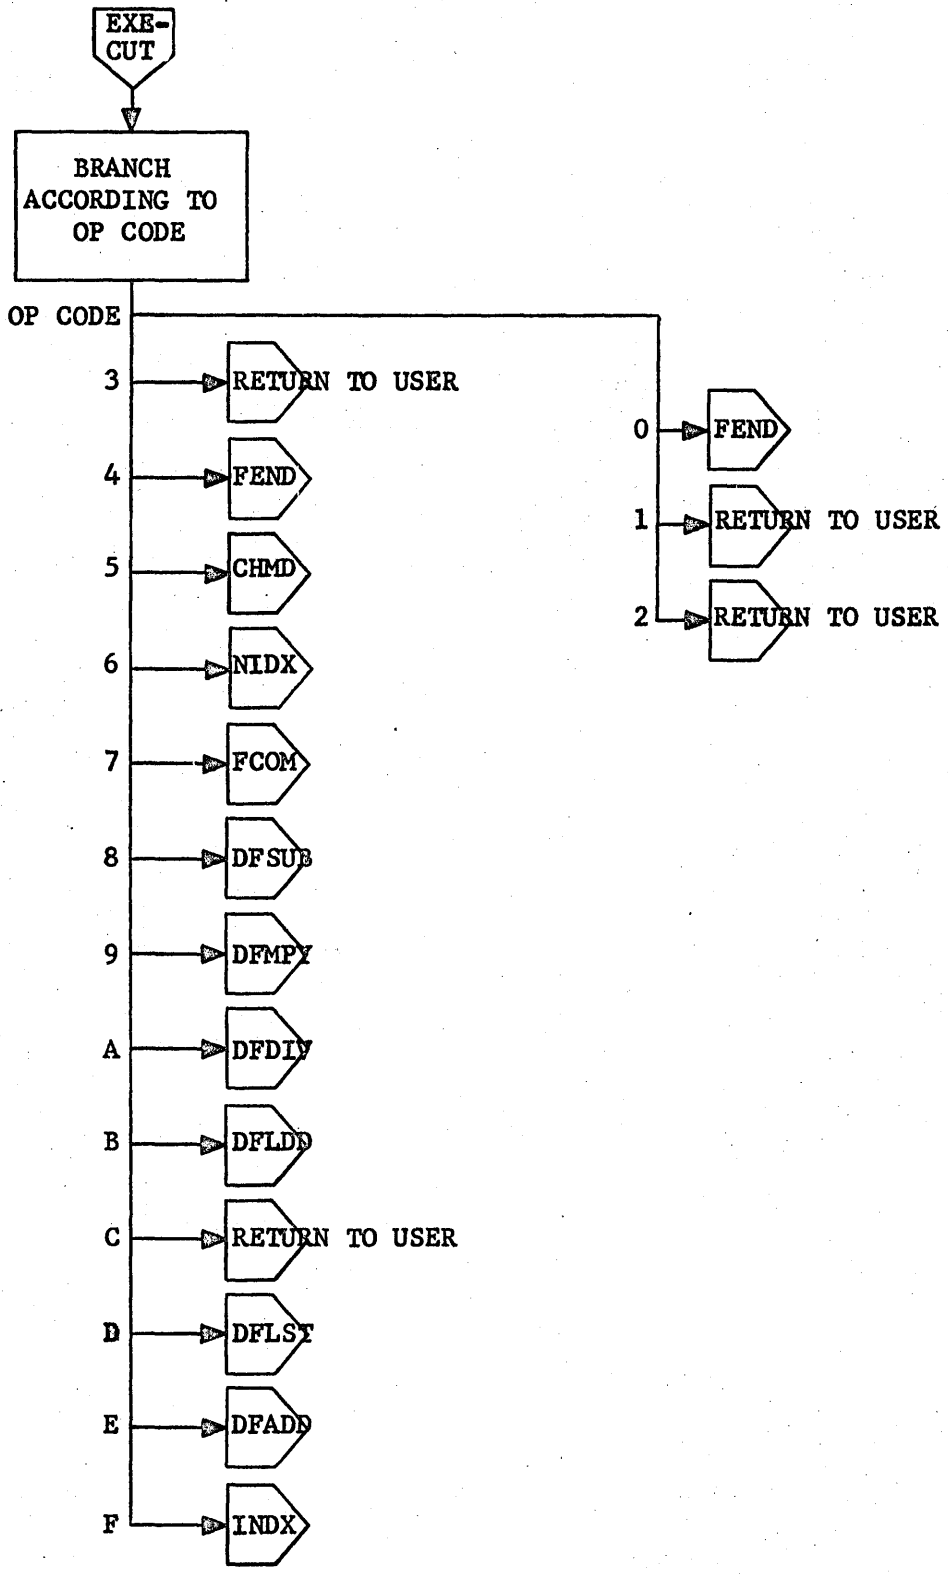 EXE-
CUT
BRANCH
ACCORDING TO
OP CODE
OP CODE
3 RETURN TO USER
4 FEND
5 CHMD
6 NIDX
7 FCOM
8 DFSUB
9 DFMPY
A DFDIV
B DFLDD
C RETURN TO USER
D DFLST
E DFADD
F INDX
0 FEND
1 RETURN TO USER
2 RETURN TO USER